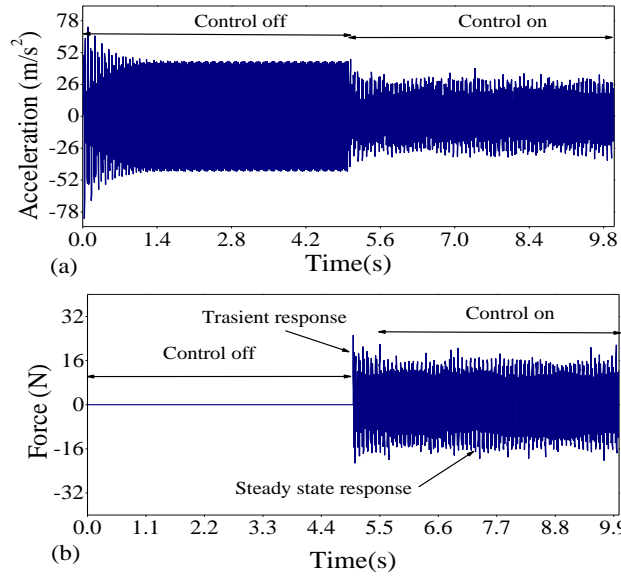 Acceleration (m/s²)
78
52
26
0
-26
-52
-78
Control off
Control on
0.0 1.4 2.8 4.2 5.6 7.0 8.4 9.8
Time(s)
(a)
Force (N)
32
16
0
-16
-32
Trasient response
Control on
Control off
Steady state response
0.0 1.1 2.2 3.3 4.4 5.5 6.6 7.7 8.8 9.9
Time(s)
(b)